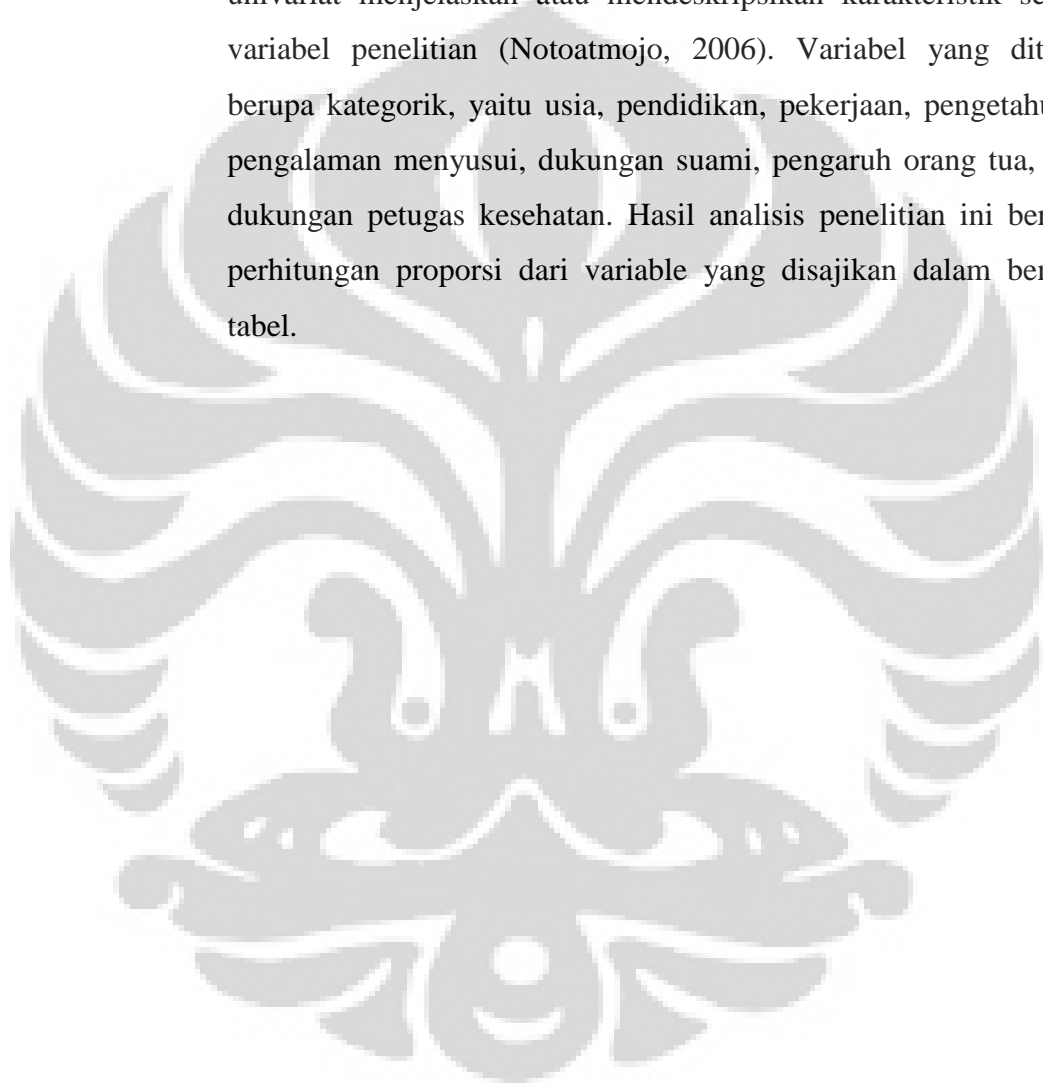 univariat menjelaskan atau mendeskripsikan karakteristik
variabel penelitian (Notoatmojo, 2006). Variabel yang
berupa kategorik, yaitu usia, pendidikan, pekerjaan,
pengalaman menyusui, dukungan suami, pengaruh orang tua,
dukungan petugas kesehatan. Hasil analisis penelitian ini
perhitungan proporsi dari variable yang disajikan dalam
tabel.